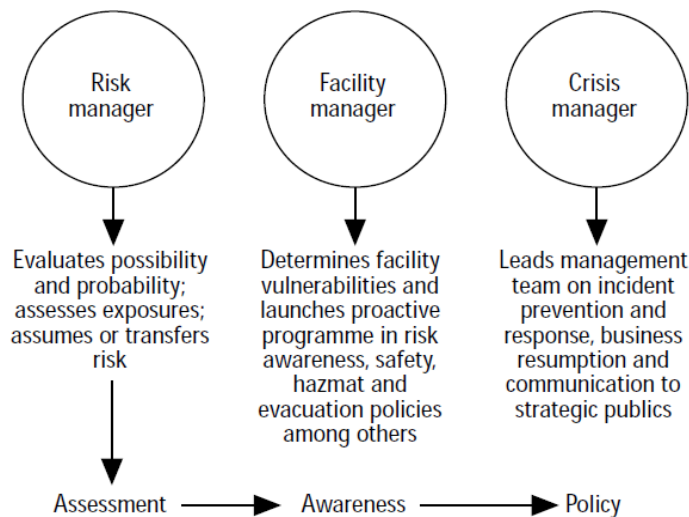 Risk
manager
Facility
manager
Crisis
manager
Evaluates possibility
and probability;
assesses exposures;
assumes or transfers
risk
Determines facility
vulnerabilities and
launches proactive
programme in risk
awareness, safety,
hazmat and
evacuation policies
among others
Leads management
team on incident
prevention and
response, business
resumption and
communication to
strategic publics
Assessment
Awareness
Policy